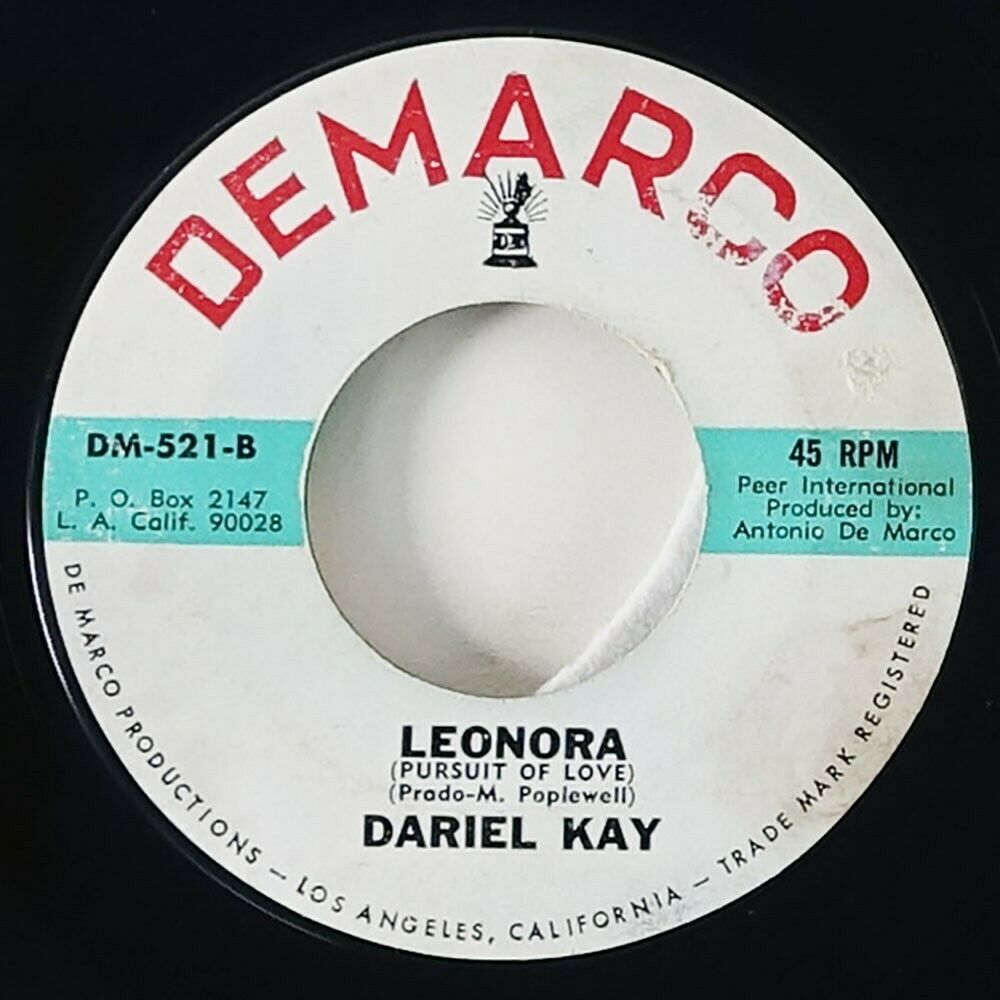 DEMARCO
DM-521-B
P. O. Box 2147
L. A. Calif. 90028
45 RPM
Peer International
Produced by:
Antonio De Marco
LEONORA
(PURSUIT OF LOVE)
(Prado-M. Poplewell)
DARIEL KAY
DE MARCO PRODUCTIONS — LOS ANGELES, CALIFORNIA — TRADE MARK REGISTERED